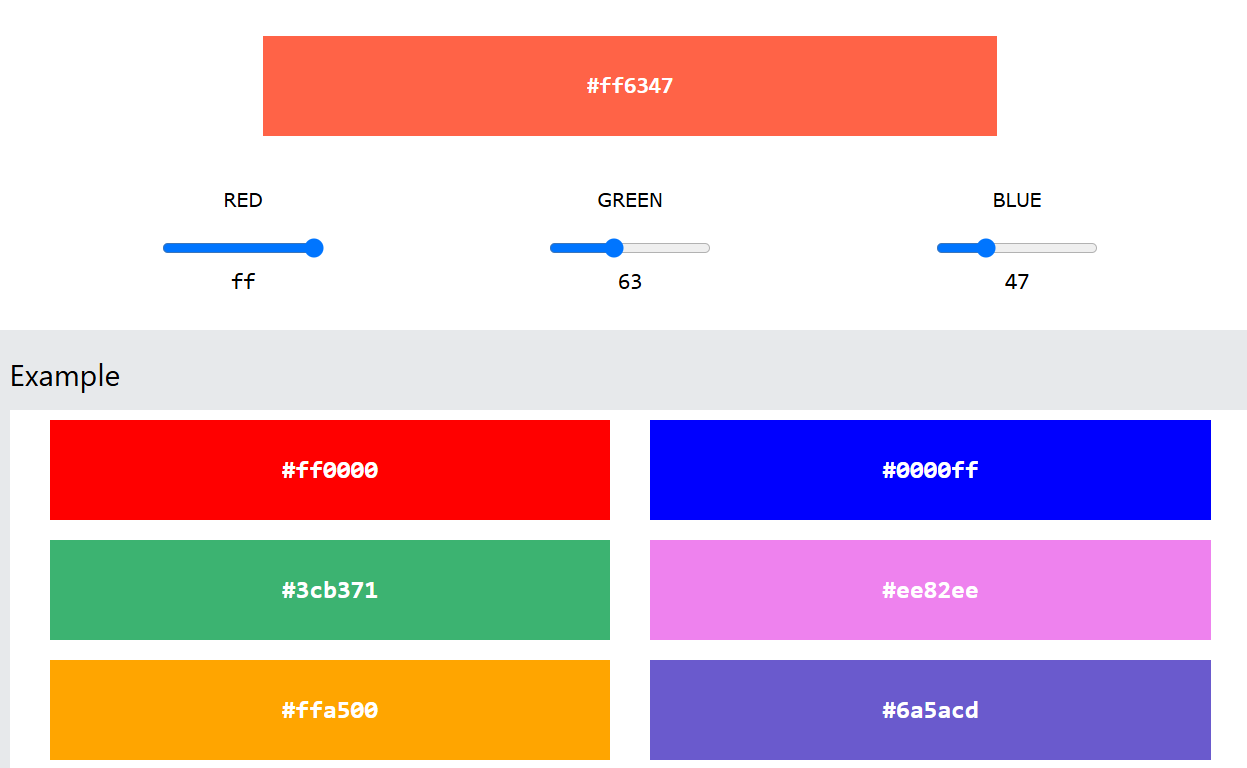 #ff6347
RED GREEN BLUE
ff 63 47
Example
#ff0000 #0000ff
#3cb371 #ee82ee
#ffa500 #6a5acd